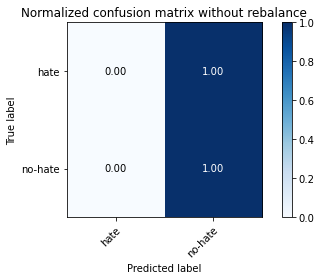 Normalized confusion matrix without rebalance
1.0
hate 0.00 1.00
0.8
0.6
True label
0.4
no-hate 0.00 1.00
0.2
0.0
hate no-hate
Predicted label